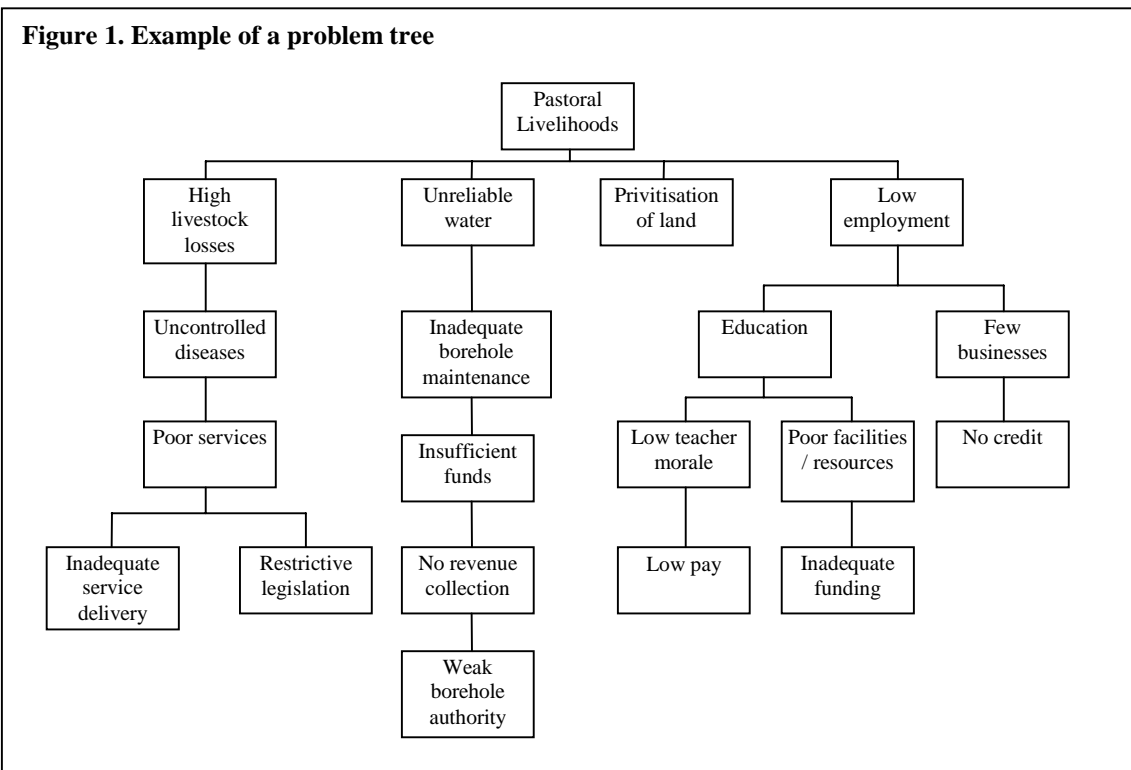 Figure 1. Example of a problem tree
Pastoral
Livelihoods
High
livestock
losses
Unreliable
water
Privitisation
of land
Low
employment
Uncontrolled
diseases
Inadequate
borehole
maintenance
Education
Few
businesses
Poor services
Insufficient
funds
Low teacher
morale
Poor facilities
/ resources
No credit
Inadequate
service
delivery
Restrictive
legislation
No revenue
collection
Low pay
Inadequate
funding
Weak
borehole
authority